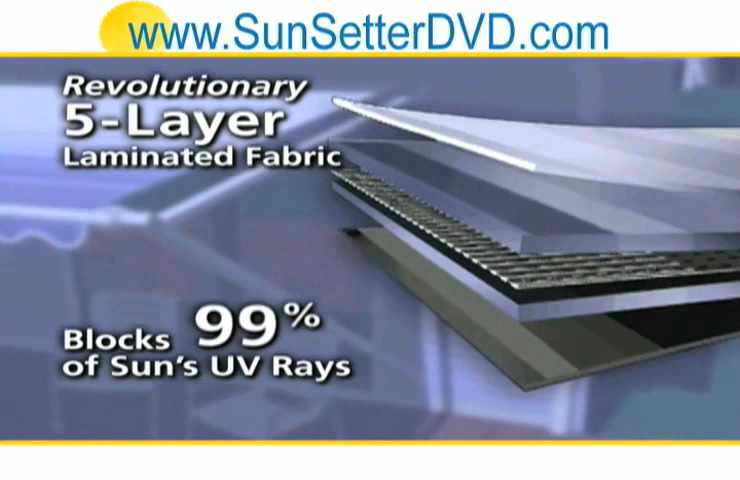 www.SunSetterDVD.com
Revolutionary
5-Layer
Laminated Fabric
Blocks 99%
of Sun's UV Rays